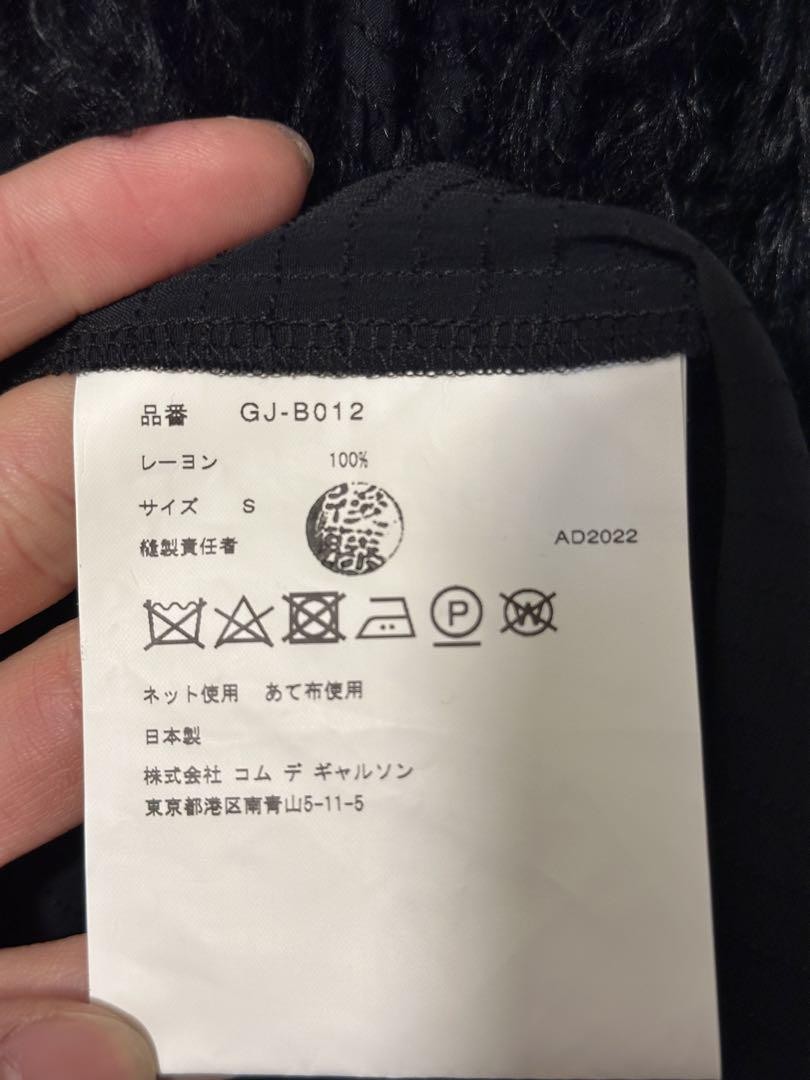 品番 GJ-B012
レーヨン 100%
サイズ S
縫製責任者 後藤 AD2022
P W
ネット使用 あて布使用
日本製
株式会社 コム デ ギャルソン
東京都港区南青山5-11-5